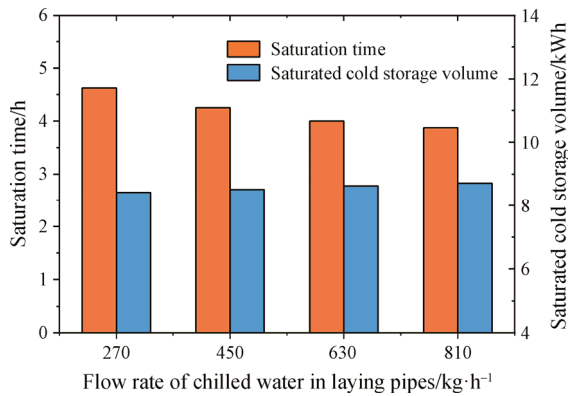 Saturation time/h
6
5
4
3
2
1
0
Saturation time
Saturated cold storage volume
14
12
10
8
6
4
Saturated cold storage volume/kWh
270 450 630 810
Flow rate of chilled water in laying pipes/kg·h⁻¹